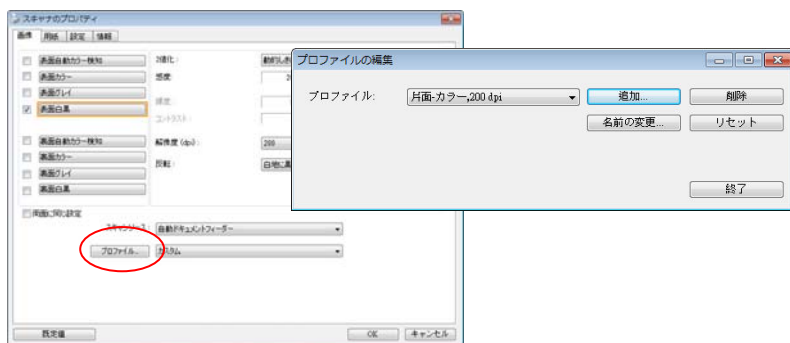 スキャナのプロパティ
画像 用紙 設定 情報
表面自動カラー検知
表面カラー
表面グレイ
表面白黒
裏面自動カラー検知
裏面カラー
裏面グレイ
裏面白黒
2値化:
感度:
輝度:
コントラスト:
解像度 (dpi):
200
反転:
両面に同じ設定
スキャンソース: 自動ドキュメントフィーダー
プロファイル... カスタム
既定値 OK キャンセル
プロファイルの編集
プロファイル: 片面-カラー,200 dpi 追加... 削除
名前の変更... リセット
終了